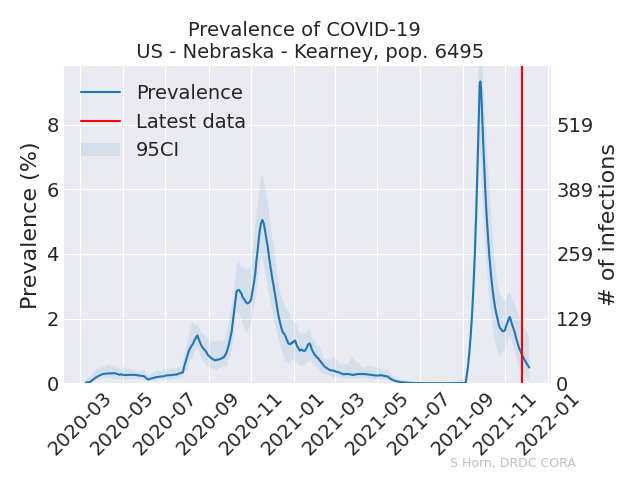 Prevalence of COVID-19
US - Nebraska - Kearney, pop. 6495
Prevalence
Latest data
95CI
Prevalence (%)
8
6
4
2
0
519
389
259
129
0
# of infections
2020-03
2020-05
2020-07
2020-09
2020-11
2021-01
2021-03
2021-05
2021-07
2021-09
2021-11
2022-01
S Horn, DRDC CORA